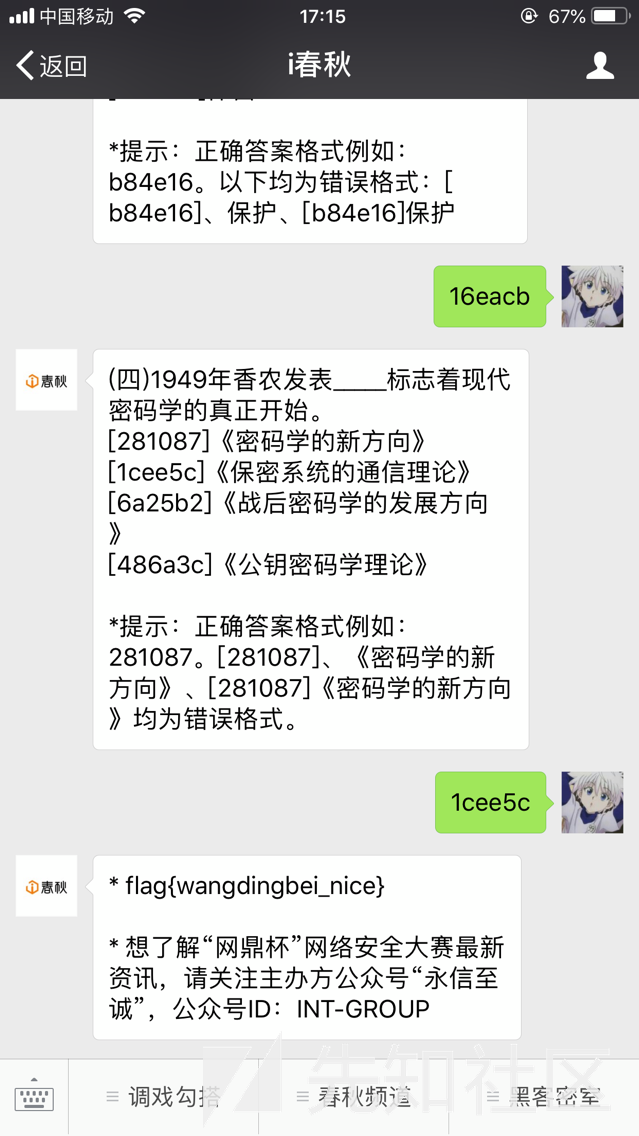 中国移动 17:15 67%
返回 i春秋
*提示：正确答案格式例如：
b84e16。以下均为错误格式：[
b84e16]、保护、[b84e16]保护
16eacb
春秋
(四)1949年香农发表_____标志着现代
密码学的真正开始。
[281087]《密码学的新方向》
[1cee5c]《保密系统的通信理论》
[6a25b2]《战后密码学的发展方向
》
[486a3c]《公钥密码学理论》
*提示：正确答案格式例如：
281087。[281087]、《密码学的新
方向》、[281087]《密码学的新方向
》均为错误格式。
1cee5c
春秋
* flag{wangdingbei_nice}
* 想了解“网鼎杯”网络安全大赛最新
资讯，请关注主办方公众号“永信至
诚”，公众号ID：INT-GROUP
先知社区
调戏勾搭 春秋频道 黑客密室